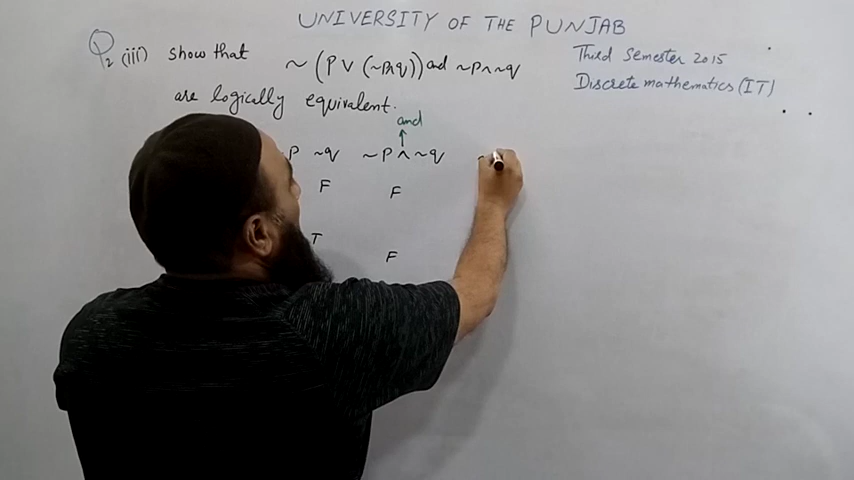 UNIVERSITY OF THE PUNJAB
Q2 (iii) show that ~(P∨(~p∧q)) and ~p∧~q
Third Semester 2015
Discrete mathematics (IT)
are logically equivalent.
and
↑
P ~q ~P∧~q ~
F F
T
F